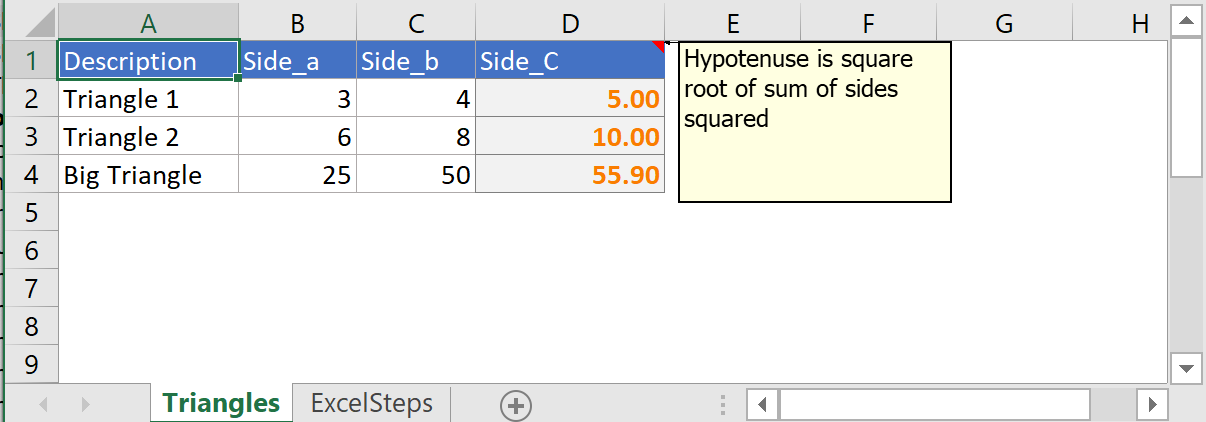 A B C D E F G H
1 Description Side_a Side_b Side_C
2 Triangle 1 3 4 5.00
3 Triangle 2 6 8 10.00
4 Big Triangle 25 50 55.90
Hypotenuse is square
root of sum of sides
squared
5
6
7
8
9
Triangles ExcelSteps